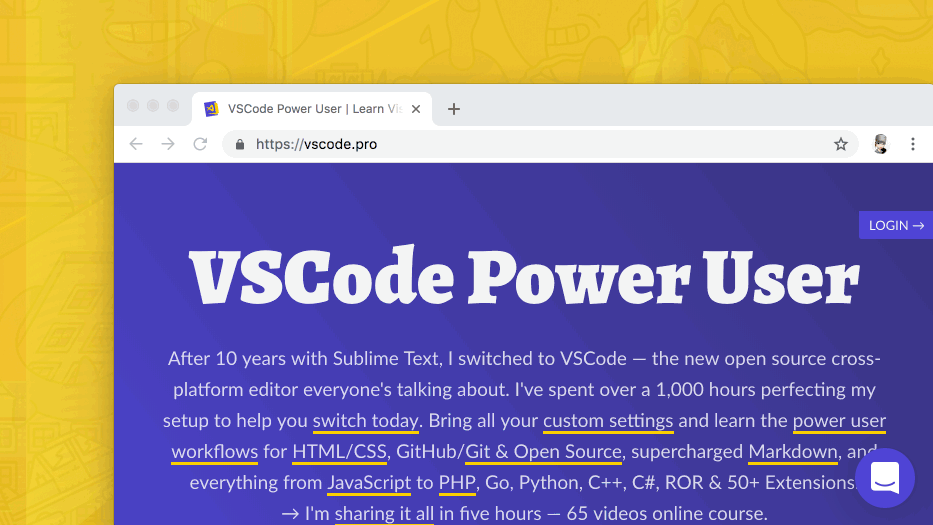 VSCode Power User | Learn Vis
https://vscode.pro
LOGIN →
VSCode Power User
After 10 years with Sublime Text, I switched to VSCode — the new open source cross-
platform editor everyone's talking about. I've spent over a 1,000 hours perfecting my
setup to help you switch today. Bring all your custom settings and learn the power user
workflows for HTML/CSS, GitHub/Git & Open Source, supercharged Markdown, and
everything from JavaScript to PHP, Go, Python, C++, C#, ROR & 50+ Extensions.
→ I'm sharing it all in five hours — 65 videos online course.